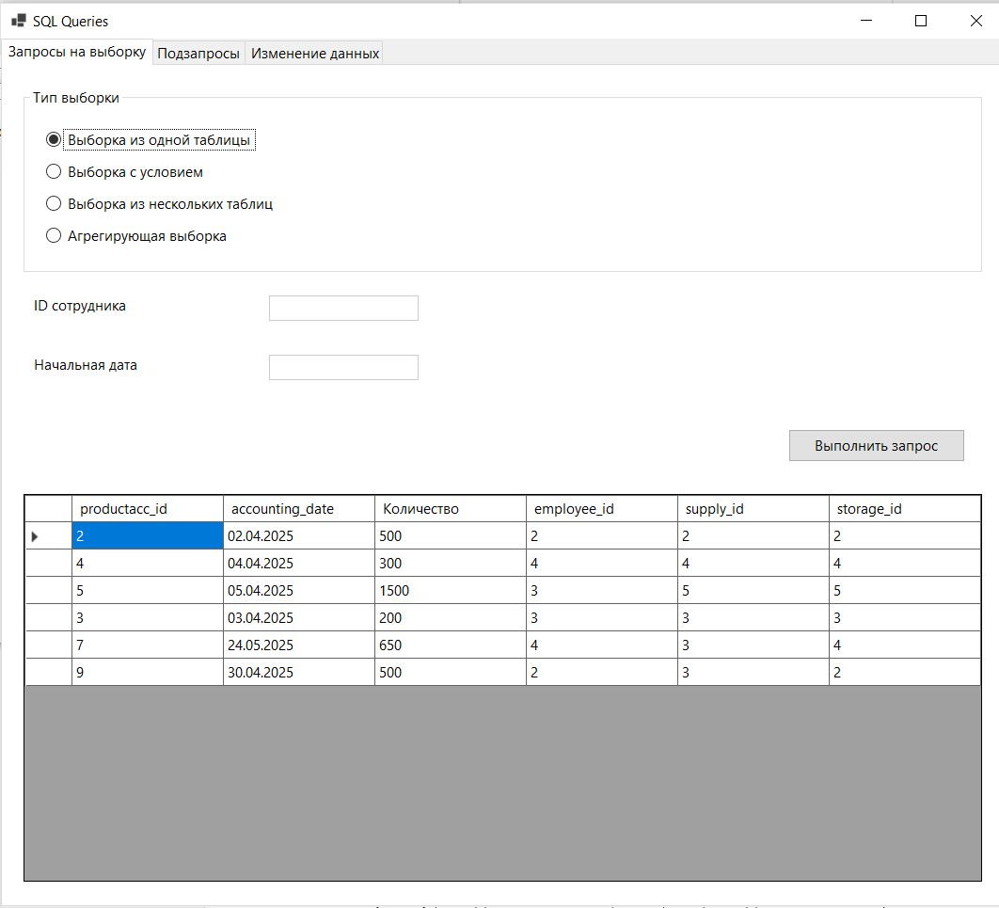 SQL Queries
Запросы на выборку Подзапросы Изменение данных
Тип выборки
Выборка из одной таблицы
Выборка с условием
Выборка из нескольких таблиц
Агрегирующая выборка
ID сотрудника
Начальная дата
Выполнить запрос
productacc_id accounting_date Количество employee_id supply_id storage_id
2 02.04.2025 500 2 2 2
4 04.04.2025 300 4 4 4
5 05.04.2025 1500 3 5 5
3 03.04.2025 200 3 3 3
7 24.05.2025 650 4 3 4
9 30.04.2025 500 2 3 2